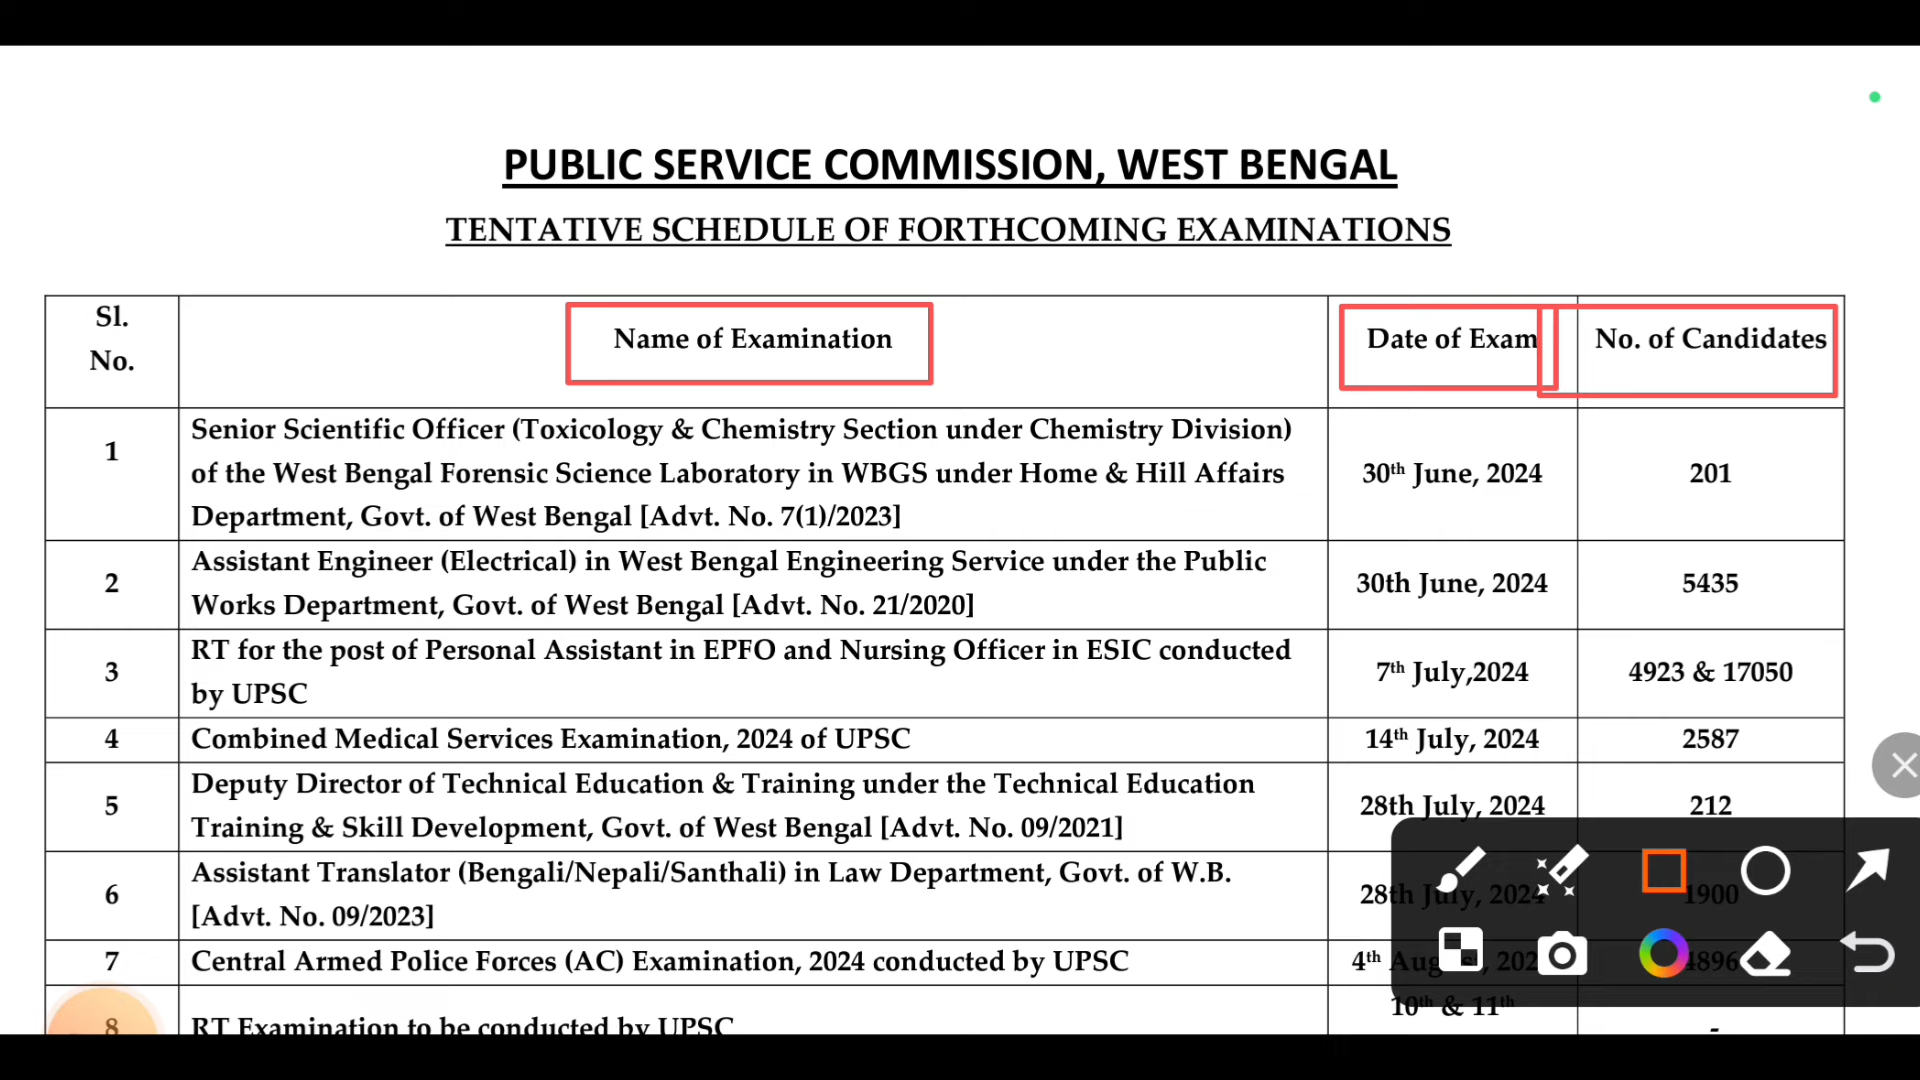 PUBLIC SERVICE COMMISSION, WEST BENGAL
TENTATIVE SCHEDULE OF FORTHCOMING EXAMINATIONS
Sl.
No.
Name of Examination
Date of Exam
No. of Candidates
1
Senior Scientific Officer (Toxicology & Chemistry Section under Chemistry Division)
of the West Bengal Forensic Science Laboratory in WBGS under Home & Hill Affairs
Department, Govt. of West Bengal [Advt. No. 7(1)/2023]
30th June, 2024
201
2
Assistant Engineer (Electrical) in West Bengal Engineering Service under the Public
Works Department, Govt. of West Bengal [Advt. No. 21/2020]
30th June, 2024
5435
3
RT for the post of Personal Assistant in EPFO and Nursing Officer in ESIC conducted
by UPSC
7th July,2024
4923 & 17050
4
Combined Medical Services Examination, 2024 of UPSC
14th July, 2024
2587
5
Deputy Director of Technical Education & Training under the Technical Education
Training & Skill Development, Govt. of West Bengal [Advt. No. 09/2021]
28th July, 2024
212
6
Assistant Translator (Bengali/Nepali/Santhali) in Law Department, Govt. of W.B.
[Advt. No. 09/2023]
28th July, 2024
1900
7
Central Armed Police Forces (AC) Examination, 2024 conducted by UPSC
4th
8
RT Examination to be conducted by UPSC
10th & 11th
-